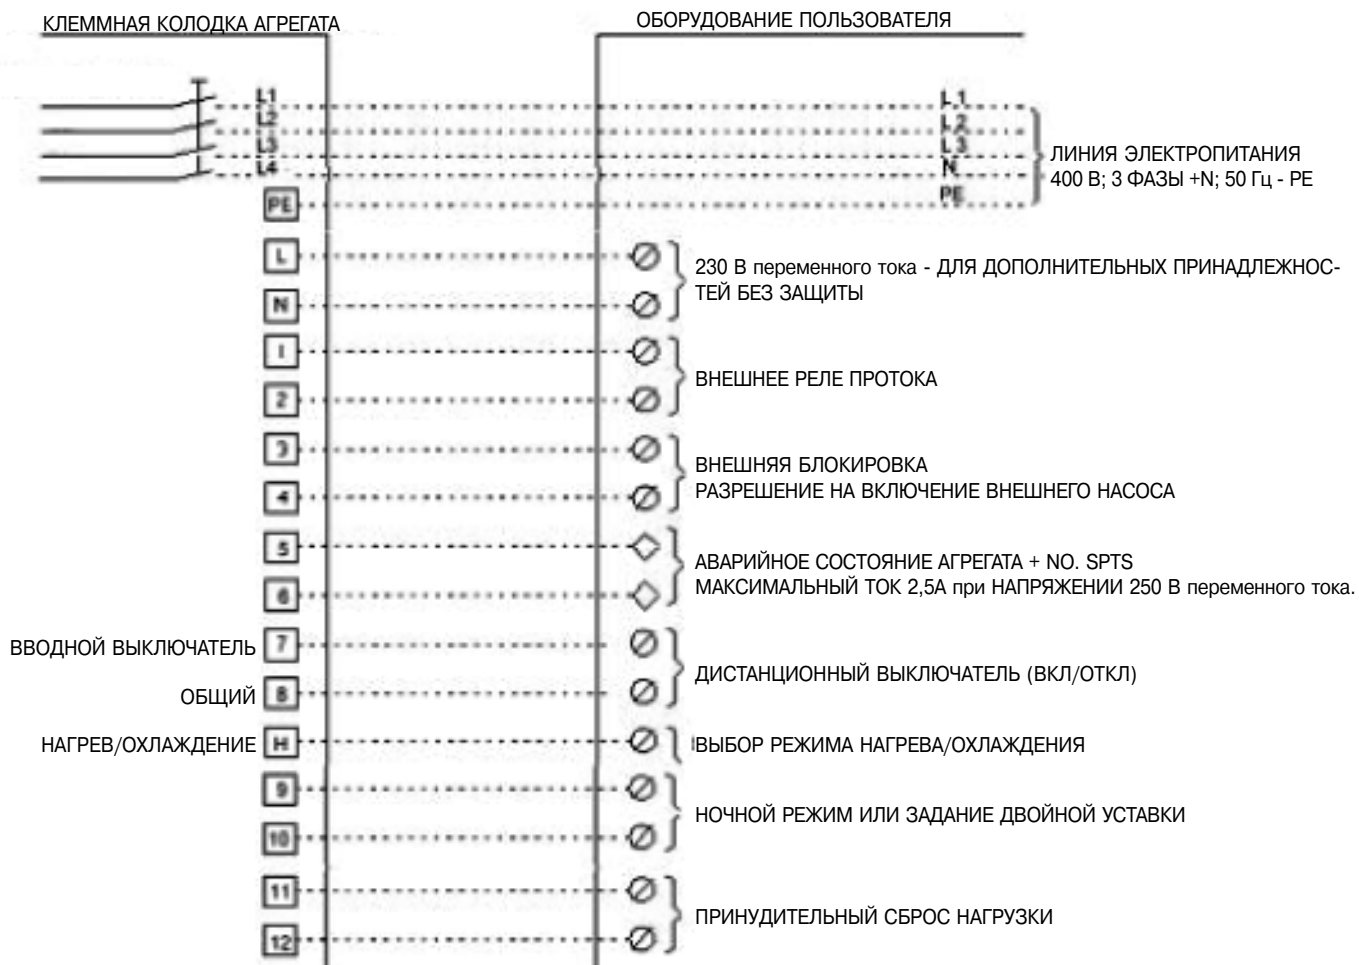 КЛЕММНАЯ КОЛОДКА АГРЕГАТА
ОБОРУДОВАНИЕ ПОЛЬЗОВАТЕЛЯ
L1 L1
L2 L2
L3 L3
L4 N
PE PE
ЛИНИЯ ЭЛЕКТРОПИТАНИЯ
400 В; 3 ФАЗЫ +N; 50 Гц - PE
L
N
230 В переменного тока - ДЛЯ ДОПОЛНИТЕЛЬНЫХ ПРИНАДЛЕЖНОС-
ТЕЙ БЕЗ ЗАЩИТЫ
1
2
ВНЕШНЕЕ РЕЛЕ ПРОТОКА
3
4
ВНЕШНЯЯ БЛОКИРОВКА
РАЗРЕШЕНИЕ НА ВКЛЮЧЕНИЕ ВНЕШНЕГО НАСОСА
5
6
АВАРИЙНОЕ СОСТОЯНИЕ АГРЕГАТА + NO. SPTS
МАКСИМАЛЬНЫЙ ТОК 2,5А при НАПРЯЖЕНИИ 250 В переменного тока.
ВВОДНОЙ ВЫКЛЮЧАТЕЛЬ 7
ОБЩИЙ 8
ДИСТАНЦИОННЫЙ ВЫКЛЮЧАТЕЛЬ (ВКЛ/ОТКЛ)
НАГРЕВ/ОХЛАЖДЕНИЕ H
ВЫБОР РЕЖИМА НАГРЕВА/ОХЛАЖДЕНИЯ
9
10
НОЧНОЙ РЕЖИМ ИЛИ ЗАДАНИЕ ДВОЙНОЙ УСТАВКИ
11
12
ПРИНУДИТЕЛЬНЫЙ СБРОС НАГРУЗКИ